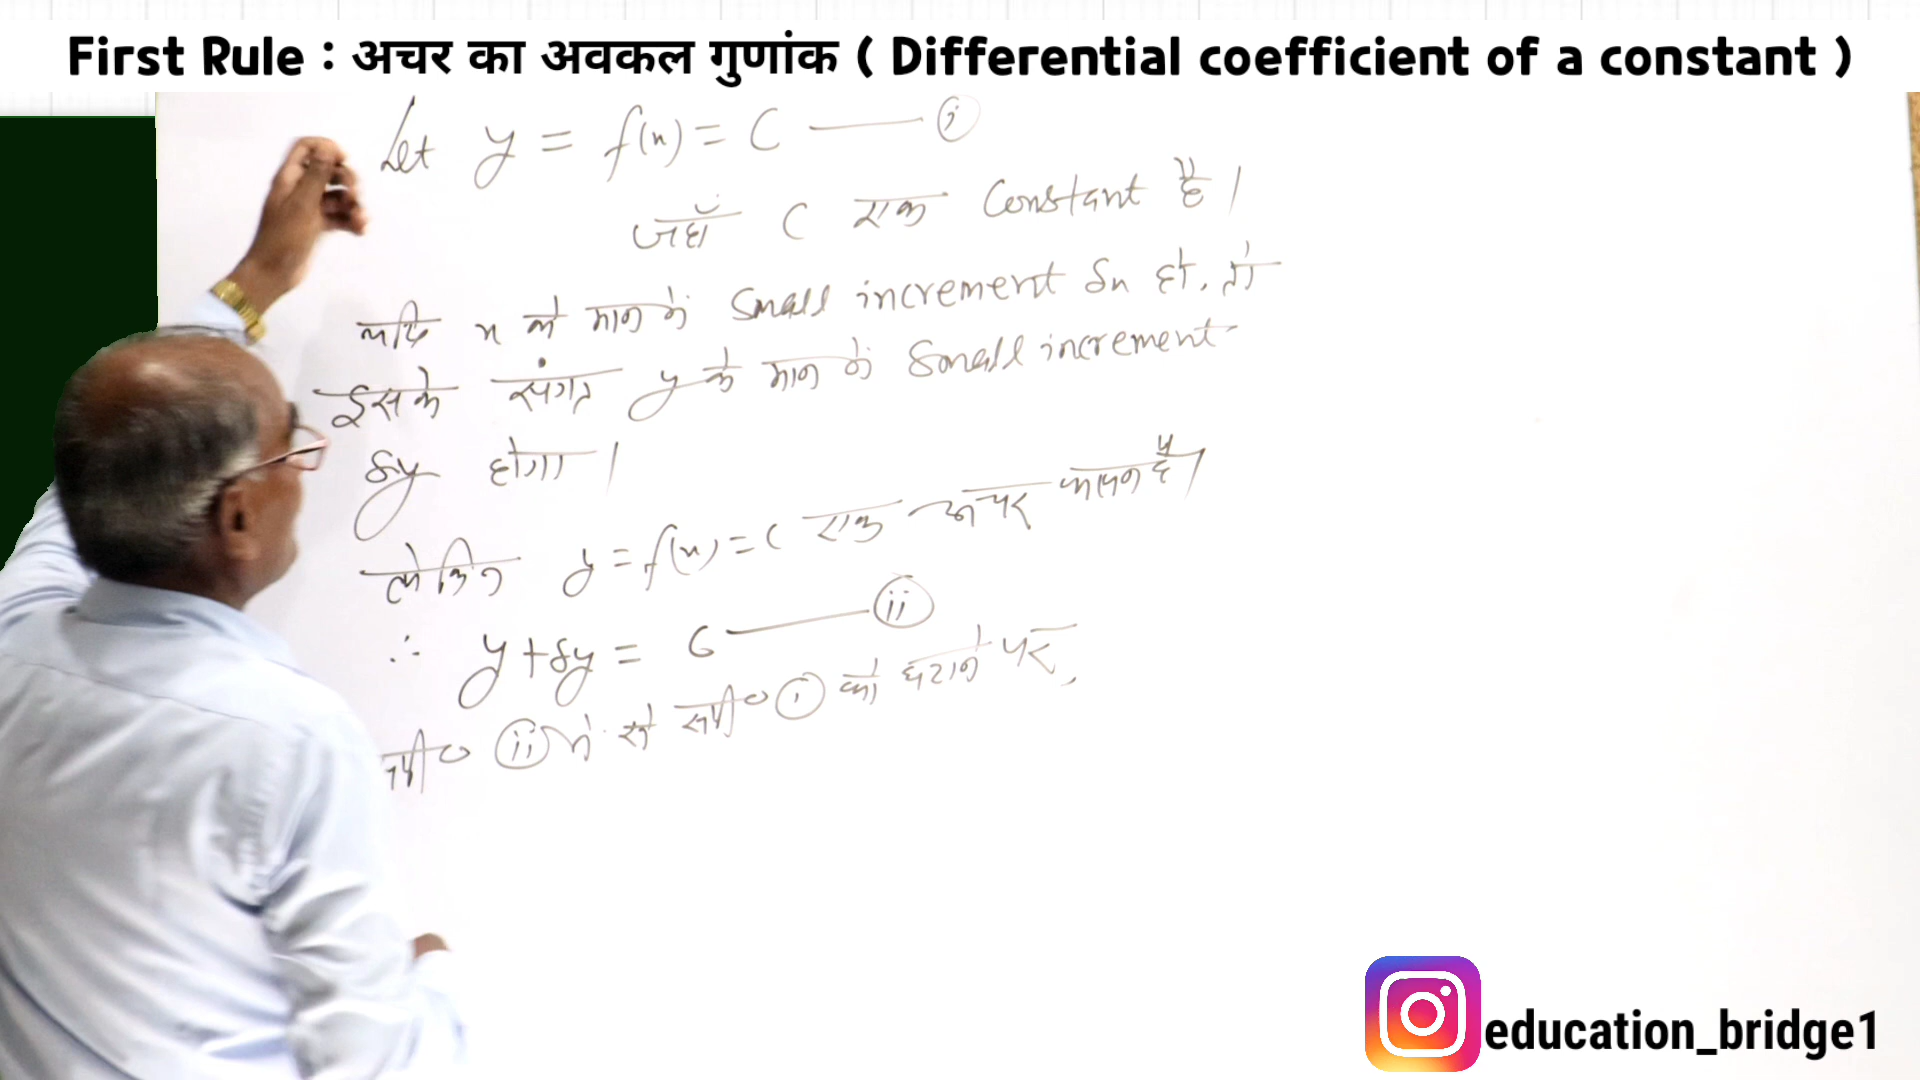 First Rule : अचर का अवकल गुणांक ( Differential coefficient of a constant )
Let y = f(x) = C —— (i)
जहाँ C एक Constant है।
यदि x के मान में Small increment δx हो, तो
इसके संगत y के मान में Small increment
δy होगा।
लेकिन y = f(x) = C एक अचर फलन है।
∴ y + δy = C —— (ii)
समी० (ii) में से समी० (i) को घटाने पर,
education_bridge1